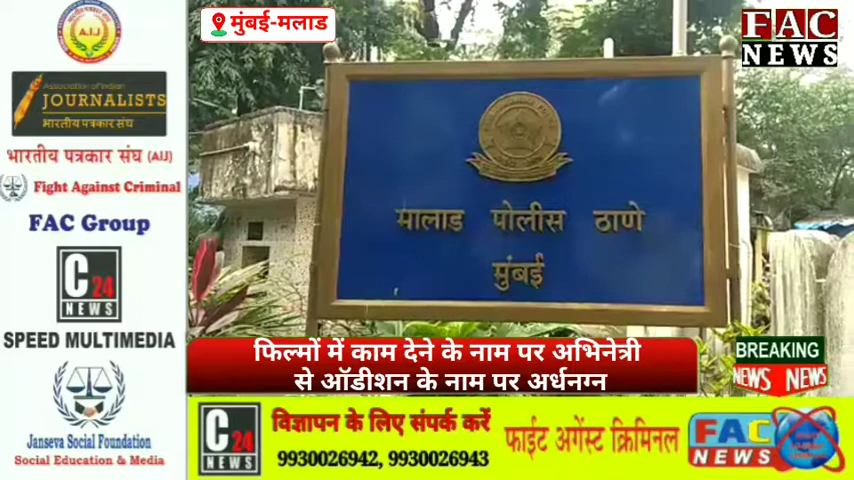 AIJ
Association of Indian
JOURNALISTS
भारतीय पत्रकार संघ
भारतीय पत्रकार संघ (AIJ)
Fight Against Criminal
FAC Group
C 24
NEWS
SPEED MULTIMEDIA
Janseva Social Foundation
Social Education & Media
मुंबई-मलाड
FAC
NEWS
मालाड पोलीस ठाणे
मुंबई
फिल्मों में काम देने के नाम पर अभिनेत्री
से ऑडीशन के नाम पर अर्धनग्न
BREAKING
NEWS NEWS
C 24
NEWS
विज्ञापन के लिए संपर्क करें
9930026942, 9930026943
फाईट अगेंस्ट क्रिमिनल
FAC
NEWS